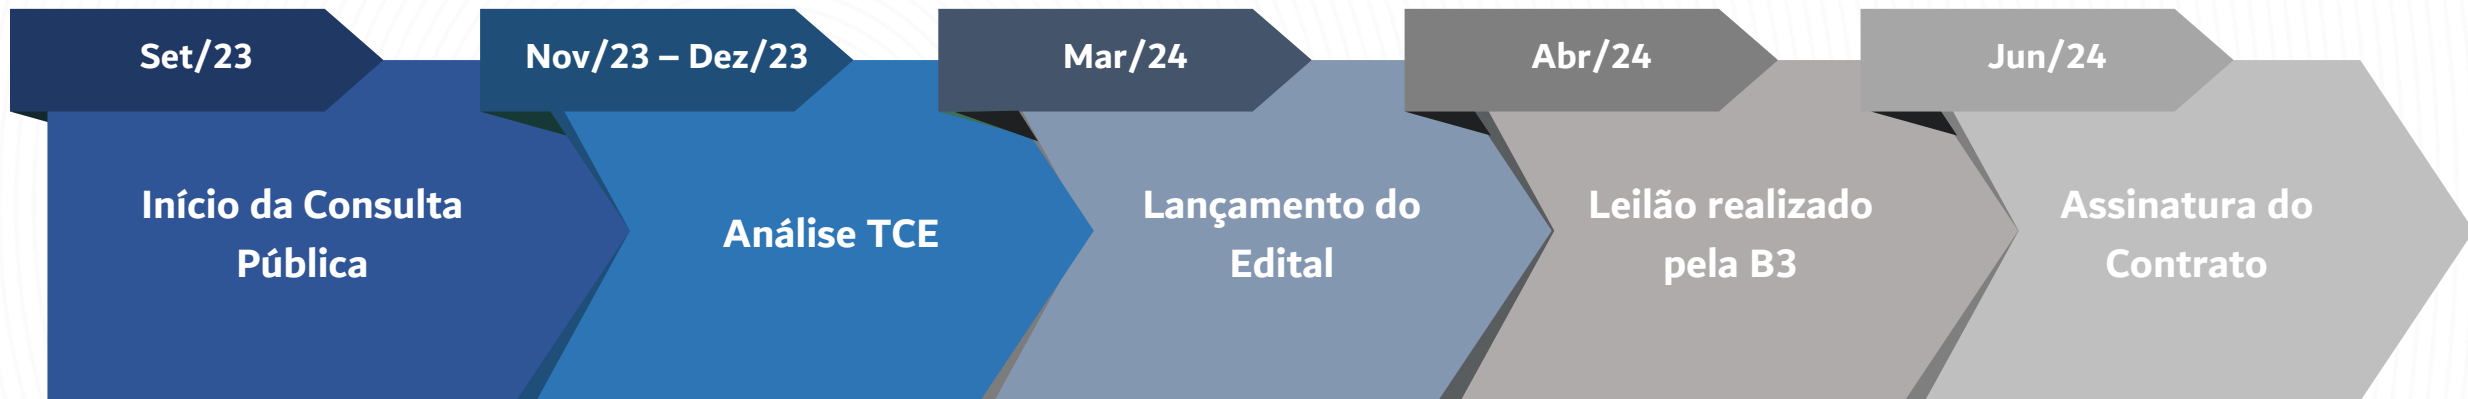 Set/23
Nov/23 – Dez/23
Mar/24
Abr/24
Jun/24
Início da Consulta
Pública
Análise TCE
Lançamento do
Edital
Leilão realizado
pela B3
Assinatura do
Contrato